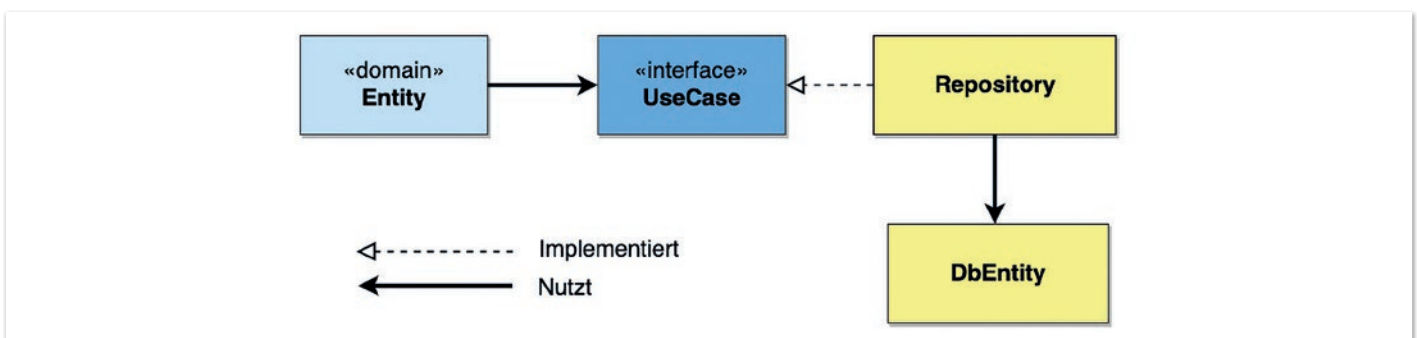 «domain»
Entity
«interface»
UseCase
Repository
DbEntity
Implementiert
Nutzt